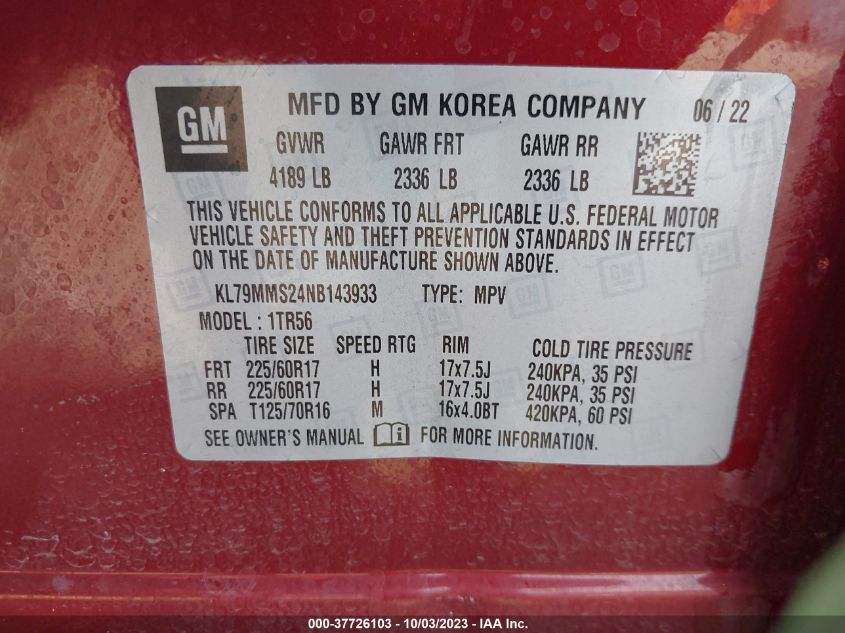 GM MFD BY GM KOREA COMPANY 06 / 22
GVWR GAWR FRT GAWR RR
4189 LB 2336 LB 2336 LB
THIS VEHICLE CONFORMS TO ALL APPLICABLE U.S. FEDERAL MOTOR
VEHICLE SAFETY AND THEFT PREVENTION STANDARDS IN EFFECT
ON THE DATE OF MANUFACTURE SHOWN ABOVE.
KL79MMS24NB143933 TYPE: MPV
MODEL : 1TR56
TIRE SIZE SPEED RTG RIM COLD TIRE PRESSURE
FRT 225/60R17 H 17x7.5J 240KPA, 35 PSI
RR 225/60R17 H 17x7.5J 240KPA, 35 PSI
SPA T125/70R16 M 16x4.0BT 420KPA, 60 PSI
SEE OWNER'S MANUAL i FOR MORE INFORMATION.
000-37726103 - 10/03/2023 - IAA Inc.